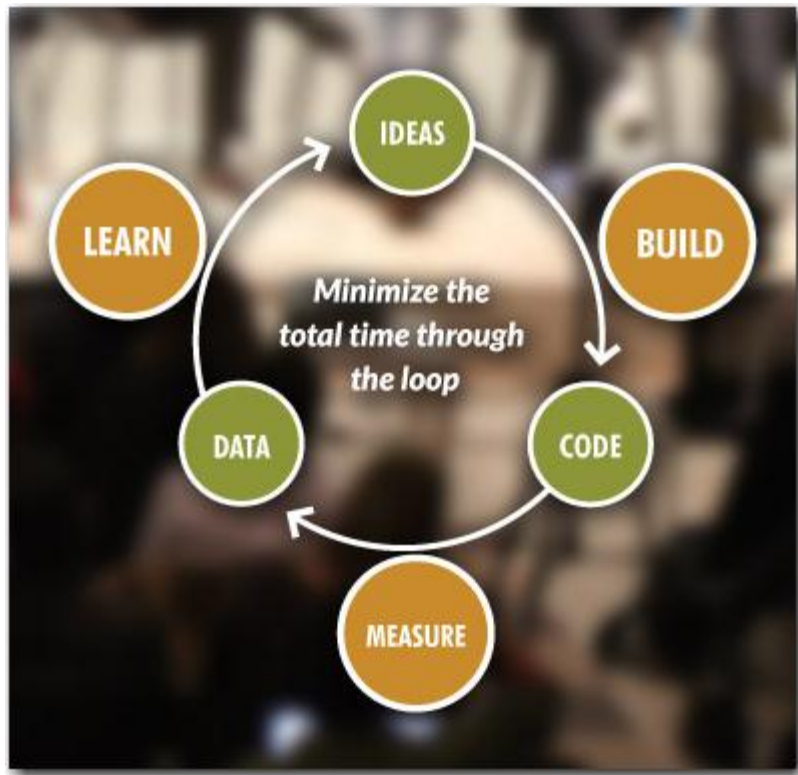 IDEAS
LEARN
BUILD
Minimize the
total time through
the loop
DATA
CODE
MEASURE